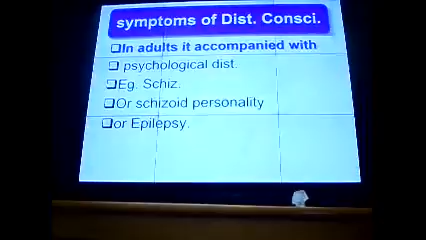 symptoms of Dist. Consci.
❑In adults it accompanied with
❑ psychological dist.
❑Eg. Schiz.
❑Or schizoid personality
❑or Epilepsy.